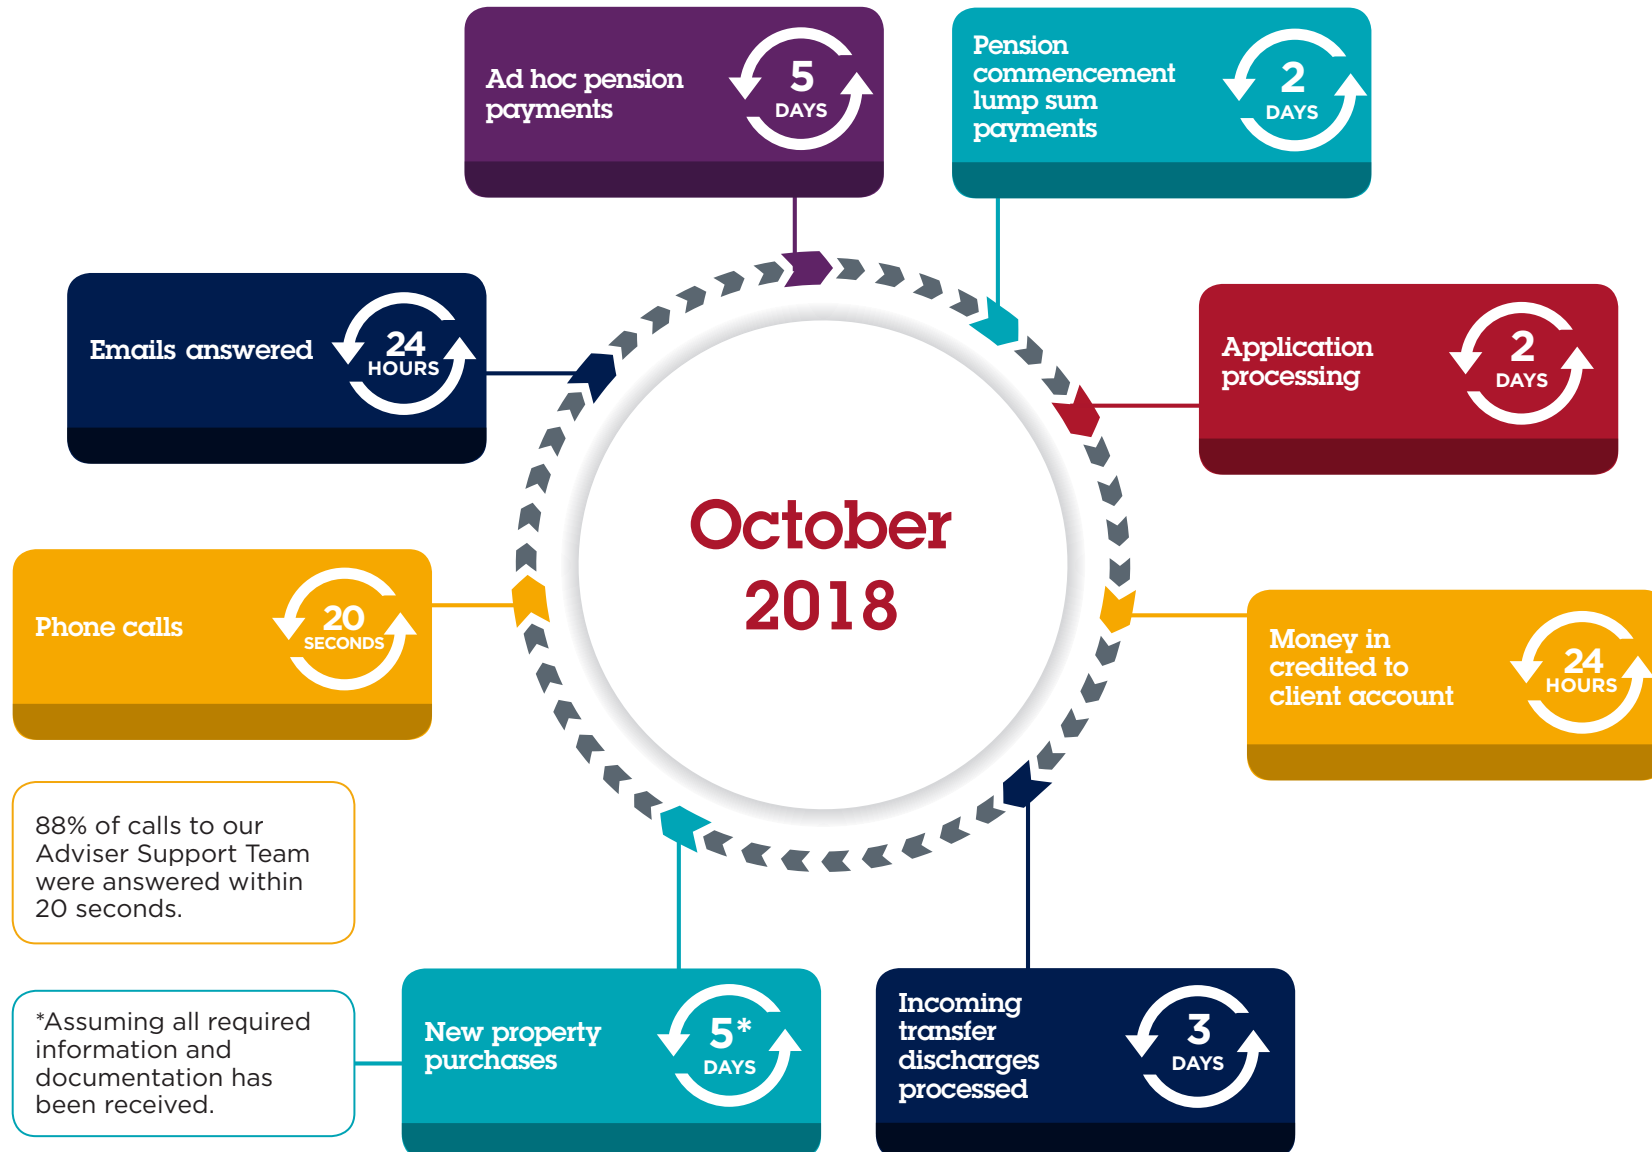 Ad hoc pension
payments
5
DAYS
Pension
commencement
lump sum
payments
2
DAYS
Emails answered
24
HOURS
Application
processing
2
DAYS
October
2018
Phone calls
20
SECONDS
Money in
credited to
client account
24
HOURS
88% of calls to our
Adviser Support Team
were answered within
20 seconds.
*Assuming all required
information and
documentation has
been received.
New property
purchases
5*
DAYS
Incoming
transfer
discharges
processed
3
DAYS